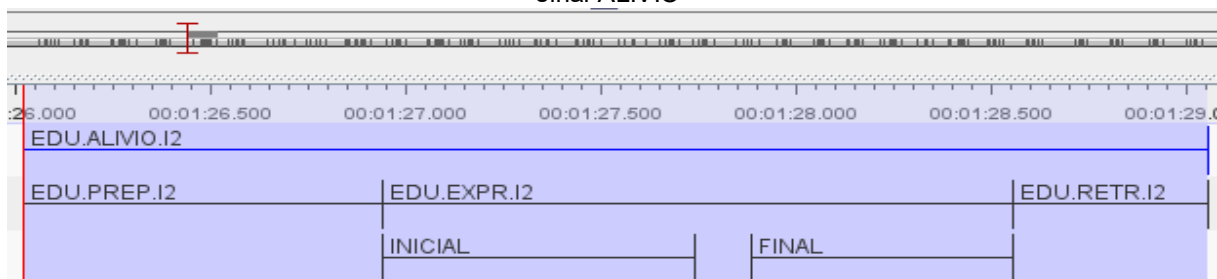 sinal ALIVIO
:26.000 00:01:26.500 00:01:27.000 00:01:27.500 00:01:28.000 00:01:28.500 00:01:29.0
EDU.ALIVIO.I2
EDU.PREP.I2 EDU.EXPR.I2 EDU.RETR.I2
INICIAL FINAL